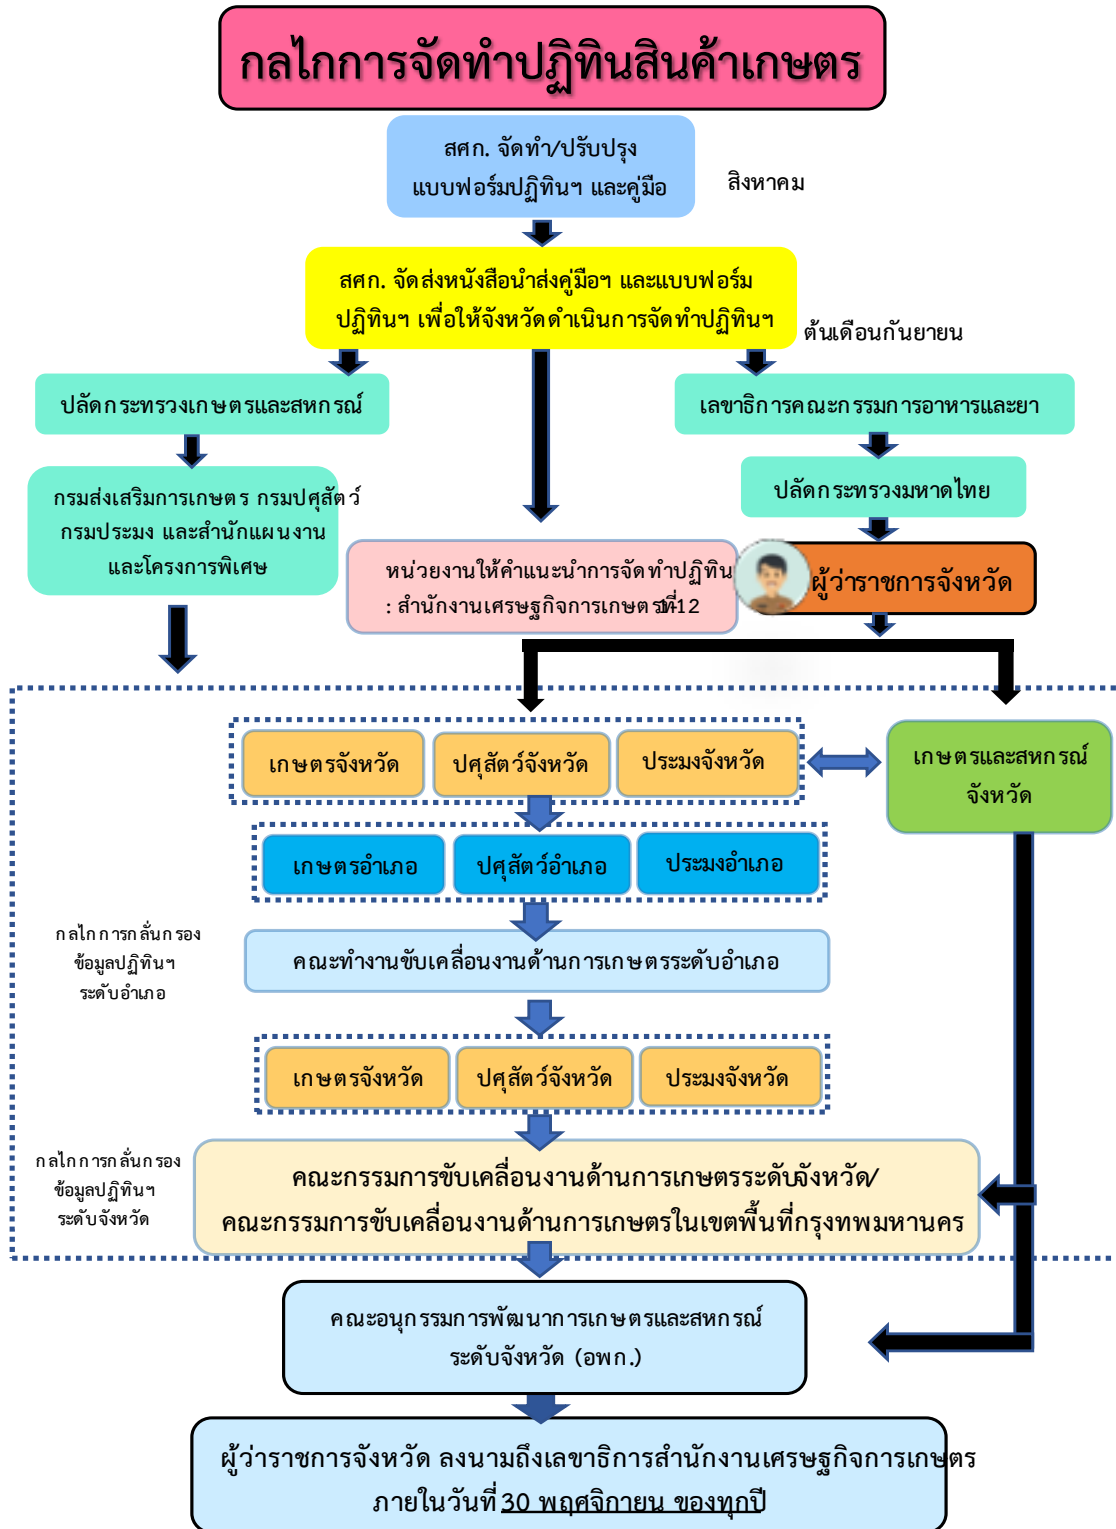 กลไกการจัดทำปฏิทินสินค้าเกษตร
สศก. จัดทำ/ปรับปรุง
แบบฟอร์มปฏิทินฯ และคู่มือ
สิงหาคม
สศก. จัดส่งหนังสือนำส่งคู่มือฯ และแบบฟอร์ม
ปฏิทินฯ เพื่อให้จังหวัดดำเนินการจัดทำปฏิทินฯ
ต้นเดือนกันยายน
ปลัดกระทรวงเกษตรและสหกรณ์
เลขาธิการคณะกรรมการอาหารและยา
กรมส่งเสริมการเกษตร กรมปศุสัตว์
กรมประมง และสำนักแผนงาน
และโครงการพิเศษ
ปลัดกระทรวงมหาดไทย
หน่วยงานให้คำแนะนำการจัดทำปฏิทิน
: สำนักงานเศรษฐกิจการเกษตรที่ 1-12
ผู้ว่าราชการจังหวัด
เกษตรจังหวัด
ปศุสัตว์จังหวัด
ประมงจังหวัด
เกษตรและสหกรณ์
จังหวัด
เกษตรอำเภอ
ปศุสัตว์อำเภอ
ประมงอำเภอ
กลไกการกลั่นกรอง
ข้อมูลปฏิทินฯ
ระดับอำเภอ
คณะทำงานขับเคลื่อนงานด้านการเกษตรระดับอำเภอ
เกษตรจังหวัด
ปศุสัตว์จังหวัด
ประมงจังหวัด
กลไกการกลั่นกรอง
ข้อมูลปฏิทินฯ
ระดับจังหวัด
คณะกรรมการขับเคลื่อนงานด้านการเกษตรระดับจังหวัด/
คณะกรรมการขับเคลื่อนงานด้านการเกษตรในเขตพื้นที่กรุงทพมหานคร
คณะอนุกรรมการพัฒนาการเกษตรและสหกรณ์
ระดับจังหวัด (อพก.)
ผู้ว่าราชการจังหวัด ลงนามถึงเลขาธิการสำนักงานเศรษฐกิจการเกษตร
ภายในวันที่ 30 พฤศจิกายน ของทุกปี